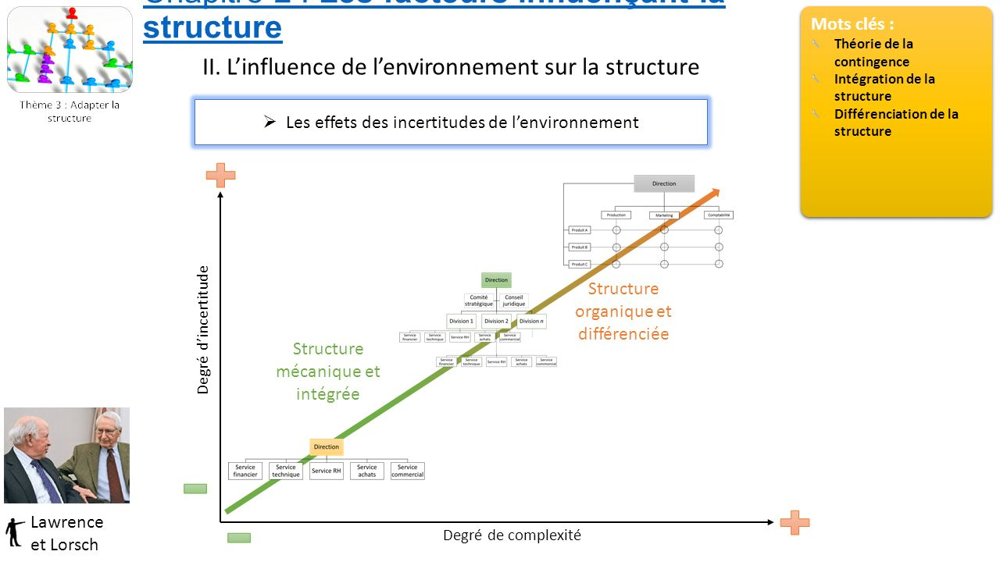 Chapitre 2 : Les facteurs influençant la
structure
Thème 3 : Adapter la
structure
II. L’influence de l’environnement sur la structure
➢ Les effets des incertitudes de l’environnement
Mots clés :
Théorie de la
contingence
Intégration de la
structure
Différenciation de la
structure
Degré d’incertitude
Direction
Production
Marketing
Comptabilité
Produit A
Produit B
Produit C
Structure
organique et
différenciée
Direction
Comité
stratégique
Conseil
juridique
Division 1
Division 2
Division n
Service
financier
Service
technique
Service RH
Service
achats
Service
commercial
Service
financier
Service
technique
Service RH
Service
achats
Service
commercial
Structure
mécanique et
intégrée
Direction
Service
financier
Service
technique
Service RH
Service
achats
Service
commercial
Lawrence
et Lorsch
Degré de complexité